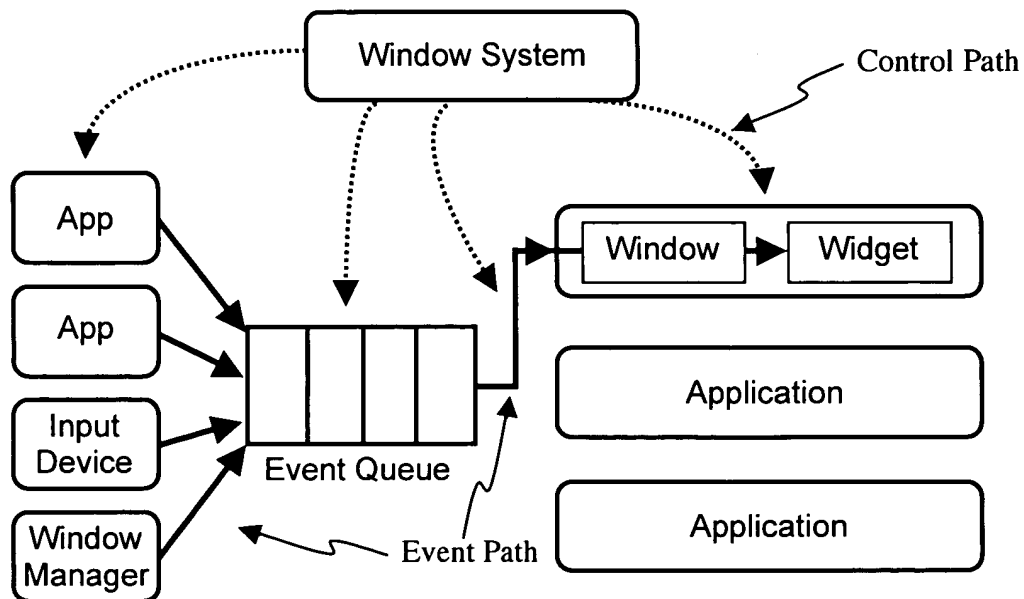 Window System
Control Path
App
Window
Widget
App
Application
Input
Device
Event Queue
Application
Window
Manager
Event Path